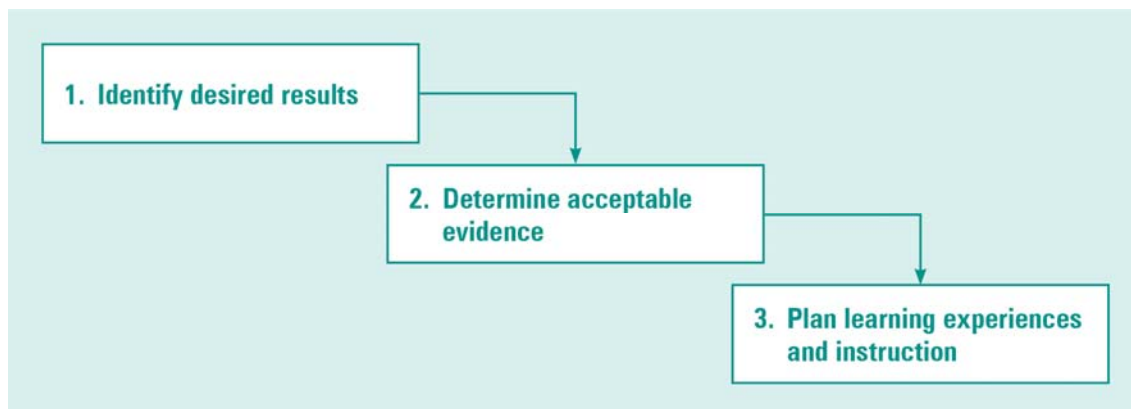 1. Identify desired results
2. Determine acceptable
evidence
3. Plan learning experiences
and instruction